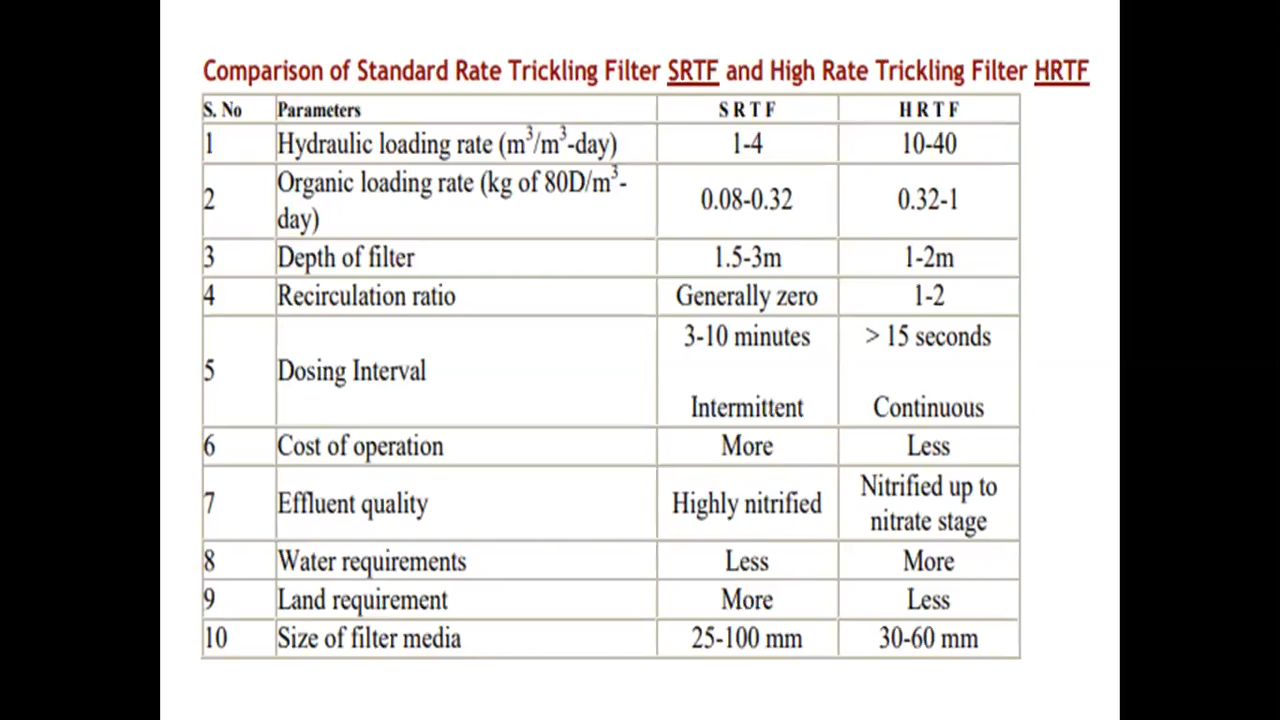 Comparison of Standard Rate Trickling Filter SRTF and High Rate Trickling Filter HRTF
S. No Parameters S R T F H R T F
1 Hydraulic loading rate (m³/m³-day) 1-4 10-40
2 Organic loading rate (kg of 80D/m³-
day) 0.08-0.32 0.32-1
3 Depth of filter 1.5-3m 1-2m
4 Recirculation ratio Generally zero 1-2
5 Dosing Interval 3-10 minutes > 15 seconds
Intermittent Continuous
6 Cost of operation More Less
7 Effluent quality Highly nitrified Nitrified up to
nitrate stage
8 Water requirements Less More
9 Land requirement More Less
10 Size of filter media 25-100 mm 30-60 mm